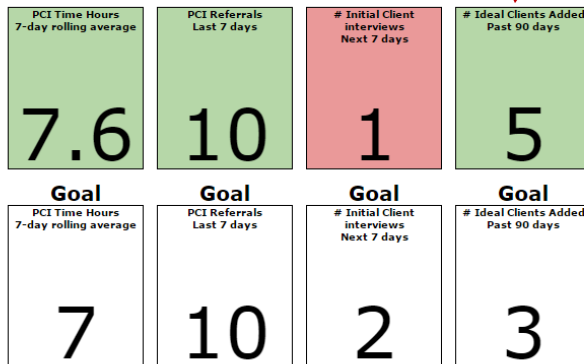 PCI Time Hours
7-day rolling average
7.6
PCI Referrals
Last 7 days
10
# Initial Client
interviews
Next 7 days
1
# Ideal Clients Added
Past 90 days
5
Goal
PCI Time Hours
7-day rolling average
7
Goal
PCI Referrals
Last 7 days
10
Goal
# Initial Client
interviews
Next 7 days
2
Goal
# Ideal Clients Added
Past 90 days
3